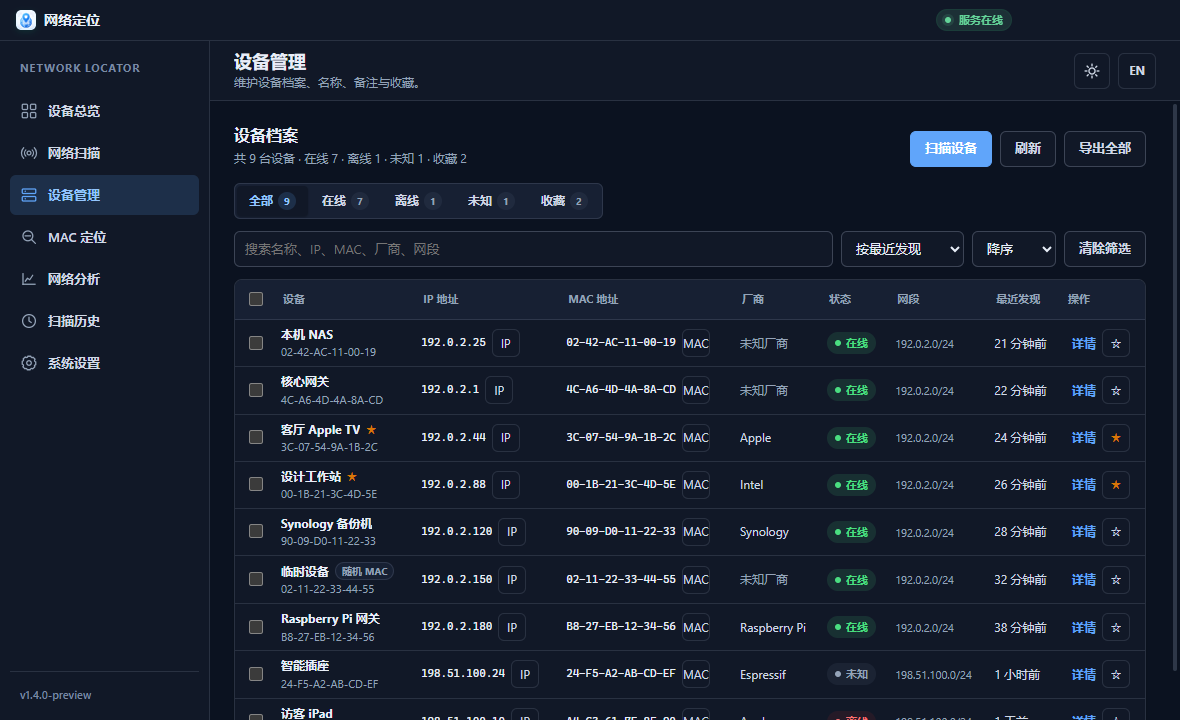 网络定位
服务在线
NETWORK LOCATOR
设备总览
网络扫描
设备管理
MAC 定位
网络分析
扫描历史
系统设置
v1.4.0-preview
设备管理
维护设备档案、名称、备注与收藏。
EN
设备档案
共 9 台设备 · 在线 7 · 离线 1 · 未知 1 · 收藏 2
扫描设备 刷新 导出全部
全部 9 在线 7 离线 1 未知 1 收藏 2
搜索名称、IP、MAC、厂商、网段
按最近发现 降序 清除筛选
设备 IP 地址 MAC 地址 厂商 状态 网段 最近发现 操作
本机 NAS
02-42-AC-11-00-19
192.0.2.25 IP 02-42-AC-11-00-19 MAC 未知厂商 在线 192.0.2.0/24 21 分钟前 详情 ☆
核心网关
4C-A6-4D-4A-8A-CD
192.0.2.1 IP 4C-A6-4D-4A-8A-CD MAC 未知厂商 在线 192.0.2.0/24 22 分钟前 详情 ☆
客厅 Apple TV ★
3C-07-54-9A-1B-2C
192.0.2.44 IP 3C-07-54-9A-1B-2C MAC Apple 在线 192.0.2.0/24 24 分钟前 详情 ★
设计工作站 ★
00-1B-21-3C-4D-5E
192.0.2.88 IP 00-1B-21-3C-4D-5E MAC Intel 在线 192.0.2.0/24 26 分钟前 详情 ★
Synology 备份机
90-09-D0-11-22-33
192.0.2.120 IP 90-09-D0-11-22-33 MAC Synology 在线 192.0.2.0/24 28 分钟前 详情 ☆
临时设备 随机 MAC
02-11-22-33-44-55
192.0.2.150 IP 02-11-22-33-44-55 MAC 未知厂商 在线 192.0.2.0/24 32 分钟前 详情 ☆
Raspberry Pi 网关
B8-27-EB-12-34-56
192.0.2.180 IP B8-27-EB-12-34-56 MAC Raspberry Pi 在线 192.0.2.0/24 38 分钟前 详情 ☆
智能插座
24-F5-A2-AB-CD-EF
198.51.100.24 IP 24-F5-A2-AB-CD-EF MAC Espressif 未知 198.51.100.0/24 1 小时前 详情 ☆
访客 iPad